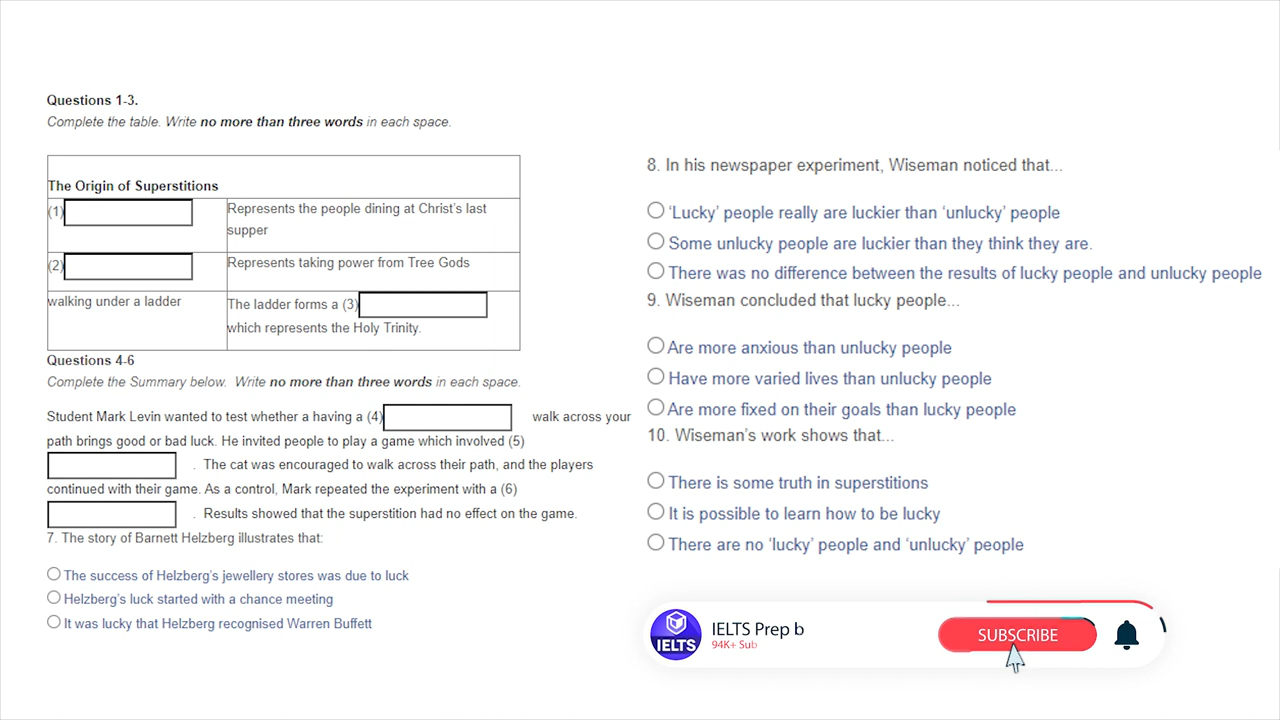 Questions 1-3.
Complete the table. Write no more than three words in each space.
The Origin of Superstitions
(1)
Represents the people dining at Christ's last
supper
(2)
Represents taking power from Tree Gods
walking under a ladder
The ladder forms a (3)
which represents the Holy Trinity.
Questions 4-6
Complete the Summary below. Write no more than three words in each space.
Student Mark Levin wanted to test whether a having a (4) walk across your
path brings good or bad luck. He invited people to play a game which involved (5)
. The cat was encouraged to walk across their path, and the players
continued with their game. As a control, Mark repeated the experiment with a (6)
. Results showed that the superstition had no effect on the game.
7. The story of Barnett Helzberg illustrates that:
The success of Helzberg's jewellery stores was due to luck
Helzberg's luck started with a chance meeting
It was lucky that Helzberg recognised Warren Buffett
8. In his newspaper experiment, Wiseman noticed that...
'Lucky' people really are luckier than 'unlucky' people
Some unlucky people are luckier than they think they are.
There was no difference between the results of lucky people and unlucky people
9. Wiseman concluded that lucky people...
Are more anxious than unlucky people
Have more varied lives than unlucky people
Are more fixed on their goals than lucky people
10. Wiseman's work shows that...
There is some truth in superstitions
It is possible to learn how to be lucky
There are no 'lucky' people and 'unlucky' people
IELTS
IELTS Prep b
94K+ Sub
SUBSCRIBE